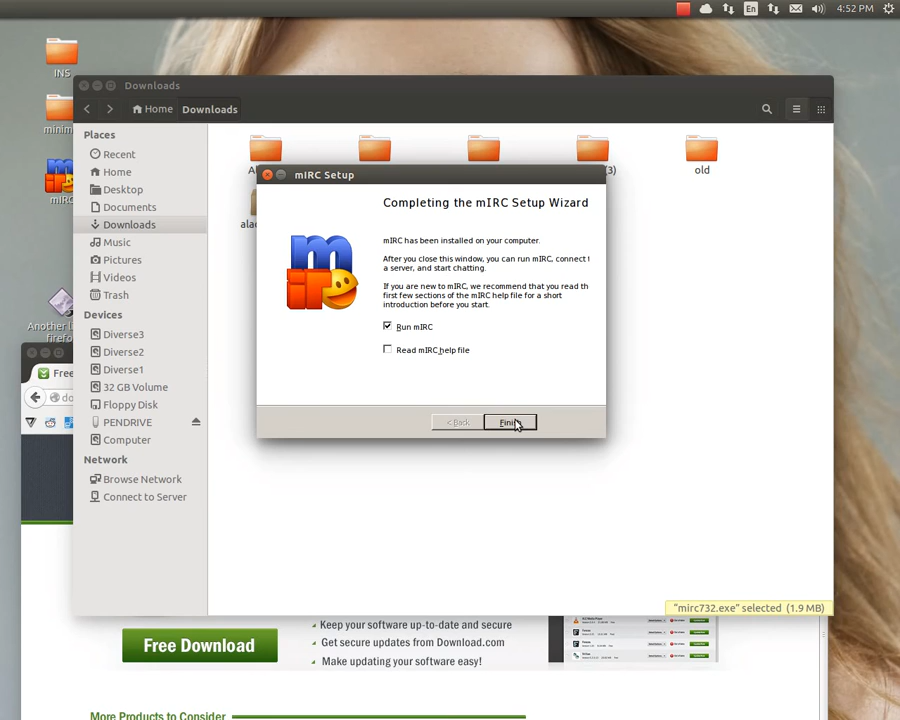 En
4:52 PM
INS
mIRC
Downloads
Home
Downloads
Places
Recent
Home
Desktop
Documents
Downloads
Music
Pictures
Videos
Trash
Devices
Diverse3
Diverse2
Diverse1
32 GB Volume
Floppy Disk
PENDRIVE
Computer
Network
Browse Network
Connect to Server
(3)
old
mIRC Setup
Completing the mIRC Setup Wizard
mIRC has been installed on your computer.
After you close this window, you can run mIRC, connect t
a server, and start chatting.
If you are new to mIRC, we recommend that you read th
first few sections of the mIRC help file for a short
introduction before you start.
Run mIRC
Read mIRC help file
< Back
"mirc732.exe" selected (1.9 MB)
Free Download
Keep your software up-to-date and secure
Get secure updates from Download.com
Make updating your software easy!
More Products to Consider